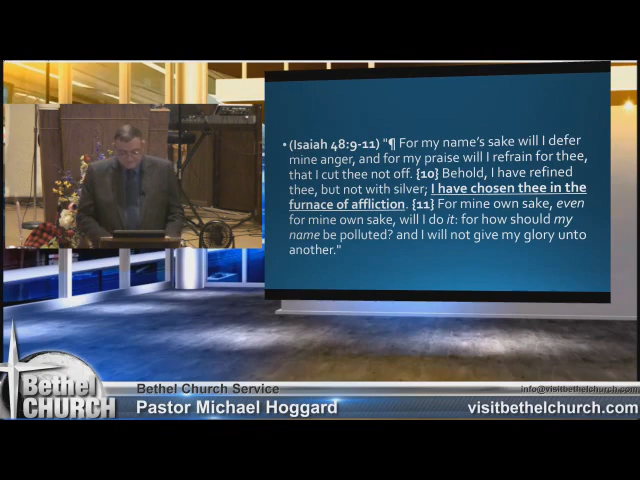 • (Isaiah 48:9-11) "¶ For my name's sake will I defer
mine anger, and for my praise will I refrain for thee,
that I cut thee not off. {10} Behold, I have refined
thee, but not with silver; I have chosen thee in the
furnace of affliction. {11} For mine own sake, even
for mine own sake, will I do it: for how should my
name be polluted? and I will not give my glory unto
another."
Bethel
CHURCH
Bethel Church Service
info@visitbethelchurch.com
Pastor Michael Hoggard
visitbethelchurch.com